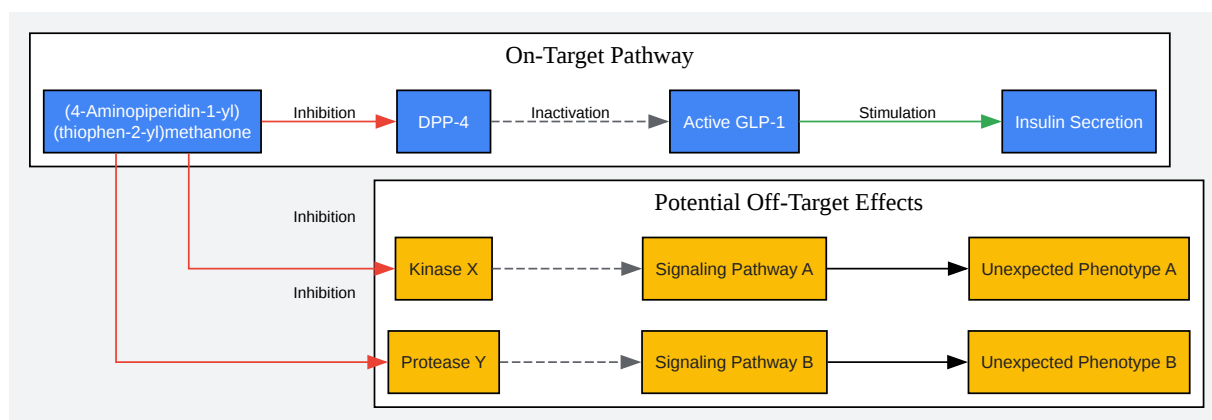 On-Target Pathway
(4-Aminopiperidin-1-yl)
(thiophen-2-yl)methanone
Inhibition
DPP-4
Inactivation
Active GLP-1
Stimulation
Insulin Secretion
Potential Off-Target Effects
Inhibition
Kinase X
Signaling Pathway A
Unexpected Phenotype A
Inhibition
Protease Y
Signaling Pathway B
Unexpected Phenotype B